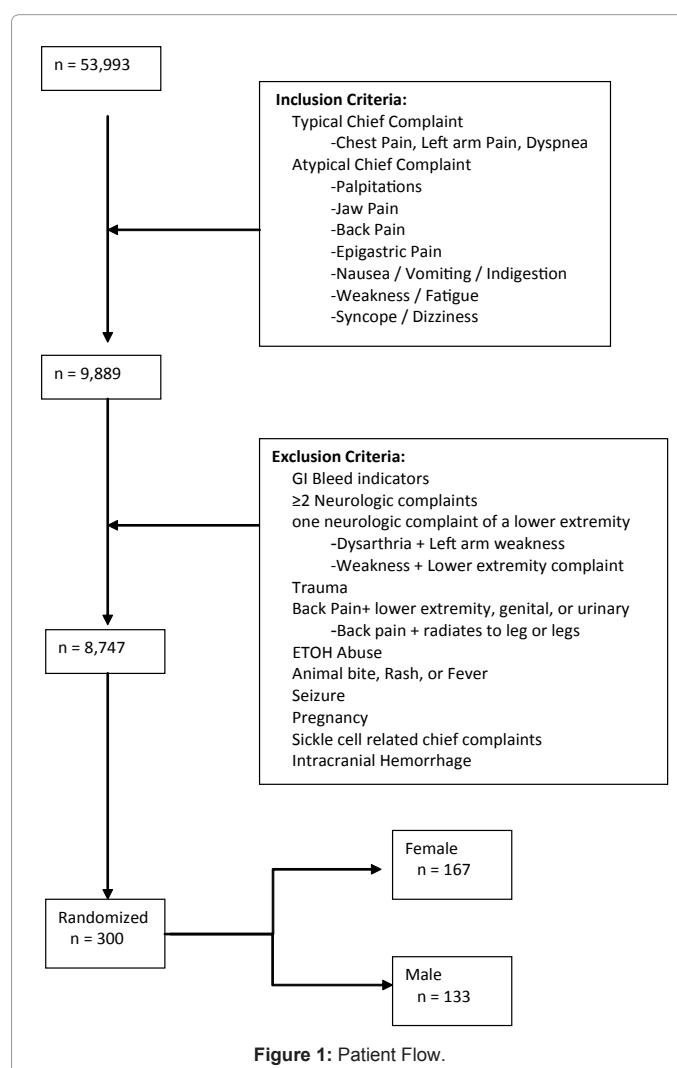 n = 53,993
Inclusion Criteria:
Typical Chief Complaint
-Chest Pain, Left arm Pain, Dyspnea
Atypical Chief Complaint
-Palpitations
-Jaw Pain
-Back Pain
-Epigastric Pain
-Nausea / Vomiting / Indigestion
-Weakness / Fatigue
-Syncope / Dizziness
n = 9,889
Exclusion Criteria:
GI Bleed indicators
≥2 Neurologic complaints
one neurologic complaint of a lower extremity
-Dysarthria + Left arm weakness
-Weakness + Lower extremity complaint
Trauma
Back Pain+ lower extremity, genital, or urinary
-Back pain + radiates to leg or legs
ETOH Abuse
Animal bite, Rash, or Fever
Seizure
Pregnancy
Sickle cell related chief complaints
Intracranial Hemorrhage
n = 8,747
Randomized
n = 300
Female
n = 167
Male
n = 133
Figure 1: Patient Flow.